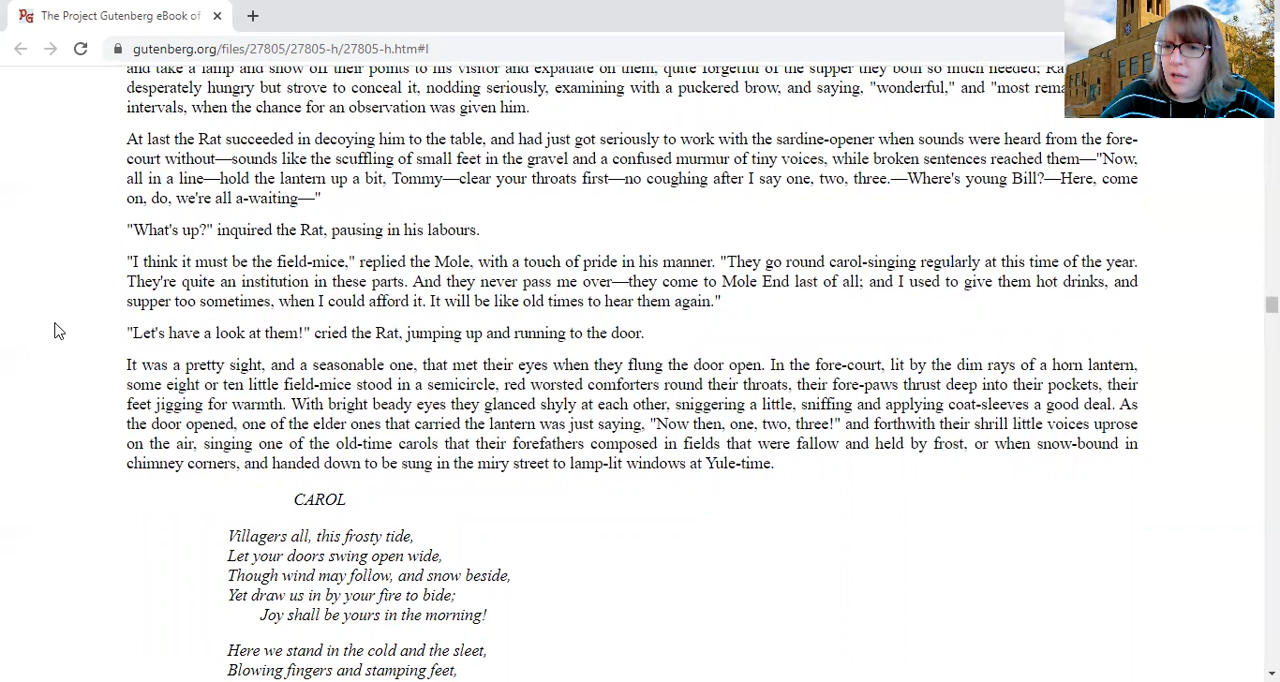 The Project Gutenberg eBook of
gutenberg.org/files/27805/27805-h/27805-h.htm#I
and take a lamp and show off their points to his visitor and expatiate on them, quite forgetful of the supper they both so much needed; Ra
desperately hungry but strove to conceal it, nodding seriously, examining with a puckered brow, and saying, "wonderful," and "most rema
intervals, when the chance for an observation was given him.
At last the Rat succeeded in decoying him to the table, and had just got seriously to work with the sardine-opener when sounds were heard from the fore-
court without—sounds like the scuffling of small feet in the gravel and a confused murmur of tiny voices, while broken sentences reached them—"Now,
all in a line—hold the lantern up a bit, Tommy—clear your throats first—no coughing after I say one, two, three.—Where's young Bill?—Here, come
on, do, we're all a-waiting—"
"What's up?" inquired the Rat, pausing in his labours.
"I think it must be the field-mice," replied the Mole, with a touch of pride in his manner. "They go round carol-singing regularly at this time of the year.
They're quite an institution in these parts. And they never pass me over—they come to Mole End last of all; and I used to give them hot drinks, and
supper too sometimes, when I could afford it. It will be like old times to hear them again."
"Let's have a look at them!" cried the Rat, jumping up and running to the door.
It was a pretty sight, and a seasonable one, that met their eyes when they flung the door open. In the fore-court, lit by the dim rays of a horn lantern,
some eight or ten little field-mice stood in a semicircle, red worsted comforters round their throats, their fore-paws thrust deep into their pockets, their
feet jigging for warmth. With bright beady eyes they glanced shyly at each other, sniggering a little, sniffing and applying coat-sleeves a good deal. As
the door opened, one of the elder ones that carried the lantern was just saying, "Now then, one, two, three!" and forthwith their shrill little voices uprose
on the air, singing one of the old-time carols that their forefathers composed in fields that were fallow and held by frost, or when snow-bound in
chimney corners, and handed down to be sung in the miry street to lamp-lit windows at Yule-time.
CAROL
Villagers all, this frosty tide,
Let your doors swing open wide,
Though wind may follow, and snow beside,
Yet draw us in by your fire to bide;
Joy shall be yours in the morning!
Here we stand in the cold and the sleet,
Blowing fingers and stamping feet,